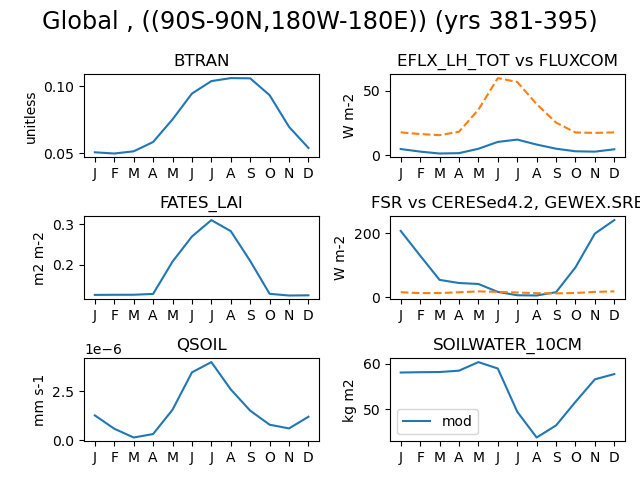 Global , ((90S-90N,180W-180E)) (yrs 381-395)
BTRAN
unitless
0.10
0.05
J F M A M J J A S O N D
EFLX_LH_TOT vs FLUXCOM
W m-2
50
0
J F M A M J J A S O N D
FATES_LAI
m2 m-2
0.3
0.2
J F M A M J J A S O N D
FSR vs CERESed4.2, GEWEX.SRB
W m-2
200
0
J F M A M J J A S O N D
QSOIL
1e−6
mm s-1
2.5
0.0
J F M A M J J A S O N D
SOILWATER_10CM
kg m2
60
50
mod
J F M A M J J A S O N D